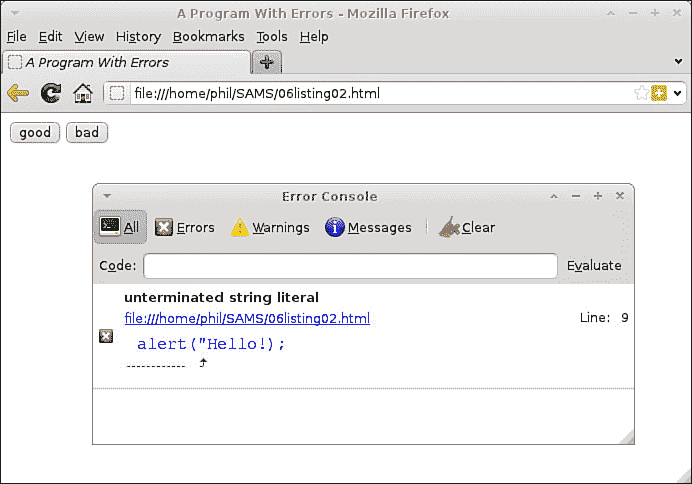 A Program With Errors - Mozilla Firefox
File Edit View History Bookmarks Tools Help
A Program With Errors
file:///home/phil/SAMS/06listing02.html
good bad
Error Console
All Errors Warnings Messages Clear
Code: Evaluate
unterminated string literal
file:///home/phil/SAMS/06listing02.html Line: 9
alert("Hello!);